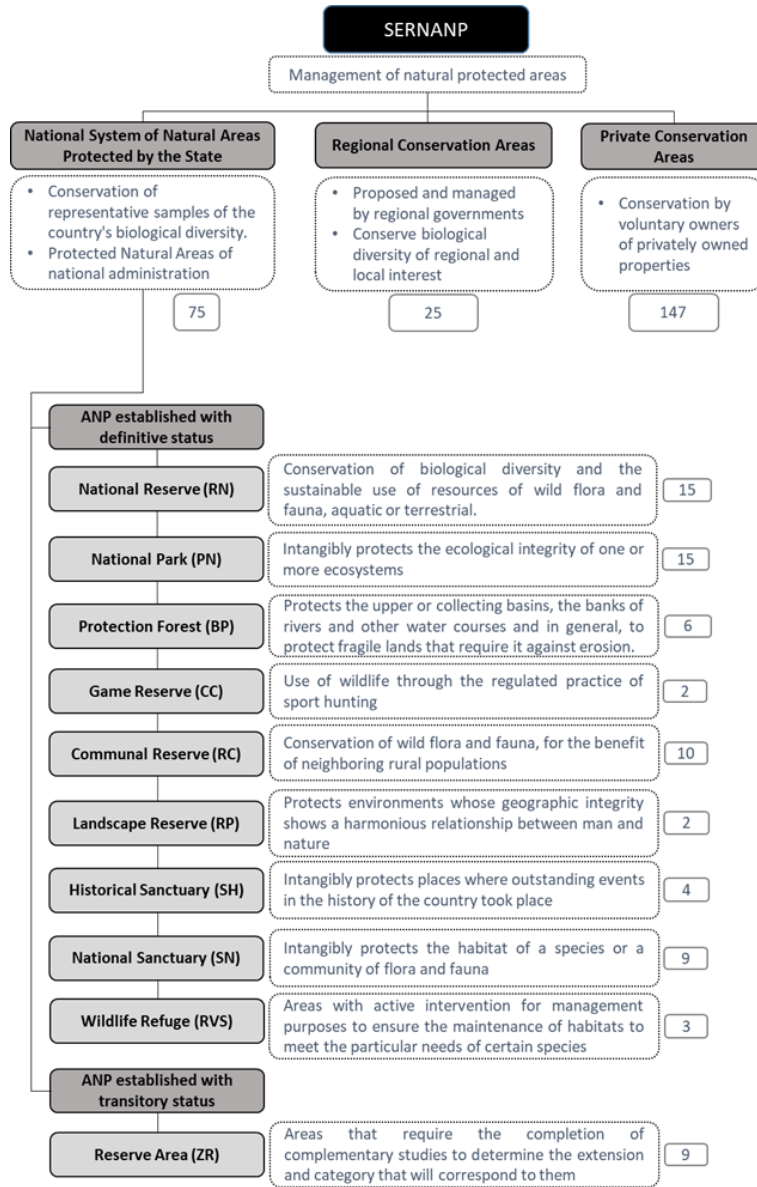 SERNANP
Management of natural protected areas
National System of Natural Areas
Protected by the State
• Conservation of
representative samples of the
country's biological diversity.
• Protected Natural Areas of
national administration
75
Regional Conservation Areas
• Proposed and managed
by regional governments
• Conserve biological
diversity of regional and
local interest
25
Private Conservation
Areas
• Conservation by
voluntary owners
of privately owned
properties
147
ANP established with
definitive status
National Reserve (RN)
Conservation of biological diversity and the
sustainable use of resources of wild flora and
fauna, aquatic or terrestrial.
15
National Park (PN)
Intangibly protects the ecological integrity of one or
more ecosystems
15
Protection Forest (BP)
Protects the upper or collecting basins, the banks of
rivers and other water courses and in general, to
protect fragile lands that require it against erosion.
6
Game Reserve (CC)
Use of wildlife through the regulated practice of
sport hunting
2
Communal Reserve (RC)
Conservation of wild flora and fauna, for the benefit
of neighboring rural populations
10
Landscape Reserve (RP)
Protects environments whose geographic integrity
shows a harmonious relationship between man and
nature
2
Historical Sanctuary (SH)
Intangibly protects places where outstanding events
in the history of the country took place
4
National Sanctuary (SN)
Intangibly protects the habitat of a species or a
community of flora and fauna
9
Wildlife Refuge (RVS)
Areas with active intervention for management
purposes to ensure the maintenance of habitats to
meet the particular needs of certain species
3
ANP established with
transitory status
Reserve Area (ZR)
Areas that require the completion of
complementary studies to determine the extension
and category that will correspond to them
9